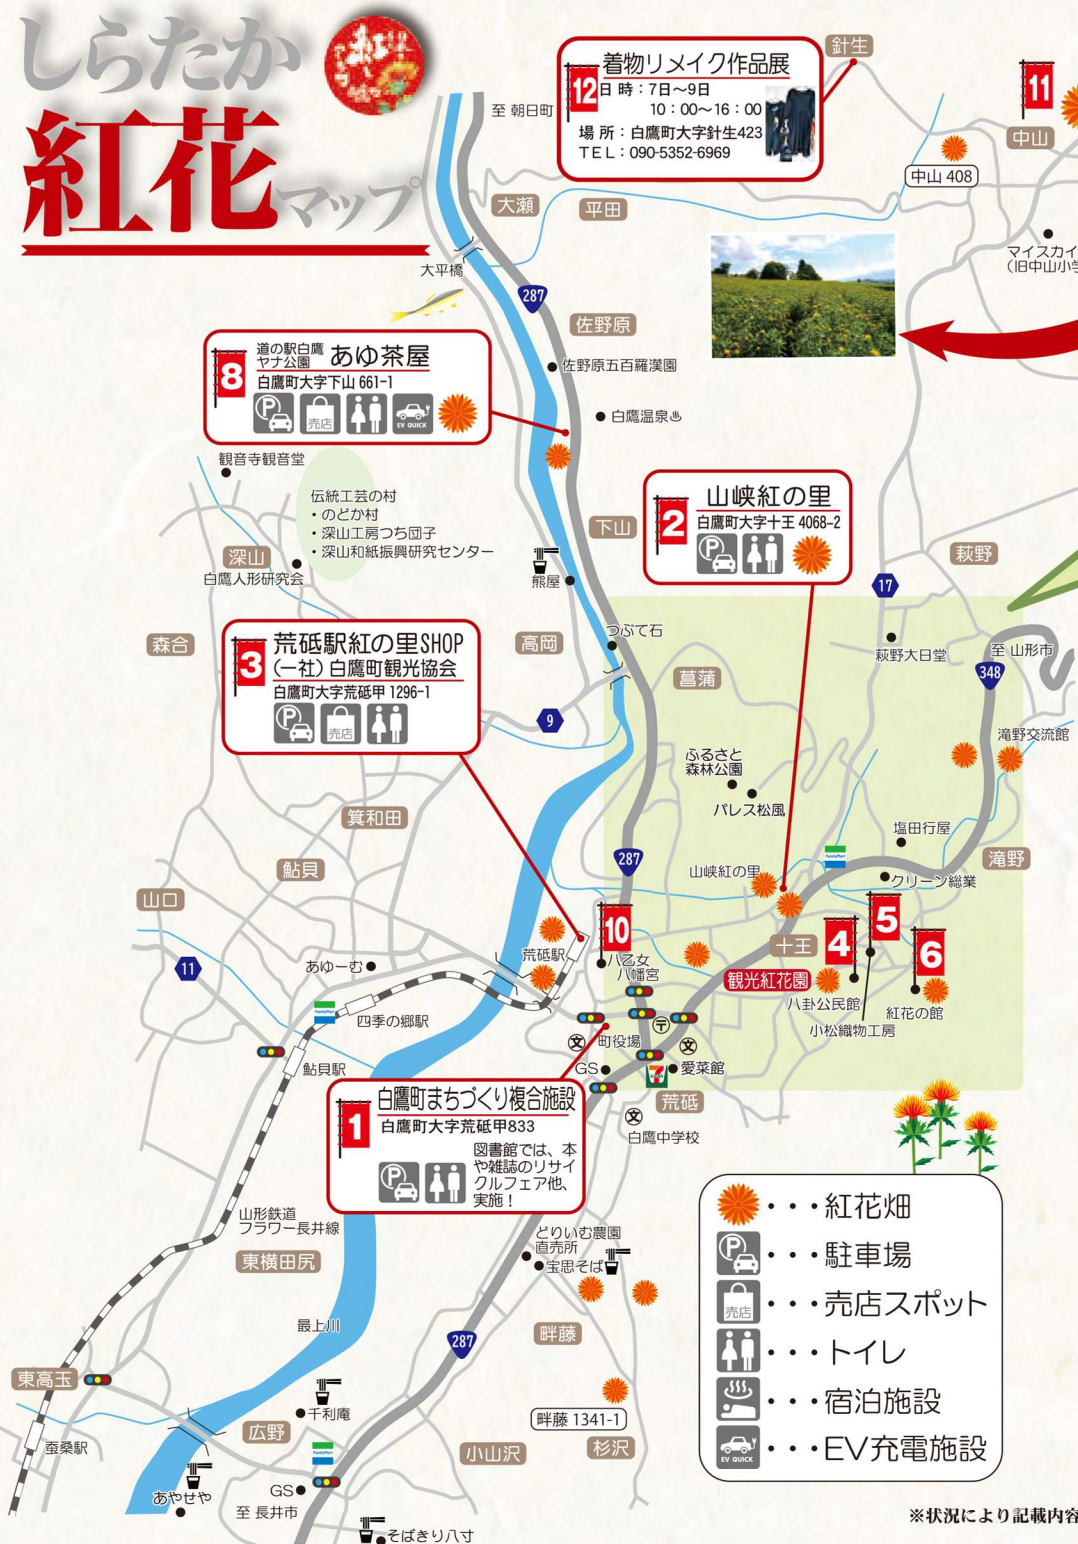 しらたか
紅花マップ
至 朝日町
12
着物リメイク作品展
日 時：7日～9日
10：00～16：00
場 所：白鷹町大字針生423
TEL：090-5352-6969
針生
11
中山
中山 408
マイスカイ
（旧中山小学
大瀬
平田
大平橋
287
佐野原
佐野原五百羅漢園
白鷹温泉♨
8
道の駅白鷹
ヤナ公園
あゆ茶屋
白鷹町大字下山 661-1
P
売店
EV QUICK
観音寺観音堂
伝統工芸の村
・のどか村
・深山工房つち団子
・深山和紙振興研究センター
深山
白鷹人形研究会
下山
熊屋
2
山峡紅の里
白鷹町大字十王 4068-2
P
萩野
17
萩野大日堂
至 山形市
348
森合
高岡
つぶて石
菖蒲
3
荒砥駅紅の里SHOP
（一社）白鷹町観光協会
白鷹町大字荒砥甲 1296-1
P
売店
9
滝野交流館
ふるさと
森林公園
パレス松風
箕和田
塩田行屋
滝野
FamilyMart
287
鮎貝
山口
山峡紅の里
クリーン総業
10
荒砥駅
八乙女
八幡宮
十王
4
5
6
観光紅花園
八卦公民館
紅花の館
小松織物工房
11
あゆーむ
四季の郷駅
FamilyMart
鮎貝駅
〒
文
町役場
文
GS
7
愛菜館
荒砥
文
白鷹中学校
1
白鷹町まちづくり複合施設
白鷹町大字荒砥甲833
P
図書館では、本
や雑誌のリサイ
クルフェア他、
実施！
山形鉄道
フラワー長井線
東横田尻
どりいむ農園
直売所
宝思そば
最上川
287
畔藤
東高玉
畔藤 1341-1
千利庵
広野
小山沢
杉沢
蚕桑駅
FamilyMart
あやせや
GS
至 長井市
そばきり八寸
・・・紅花畑
P
・・・駐車場
売店
・・・売店スポット
・・・トイレ
・・・宿泊施設
EV QUICK
・・・EV充電施設
※状況により記載内容